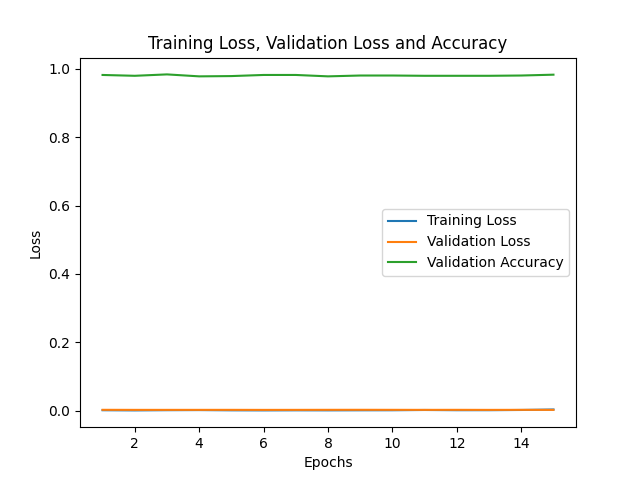 Training Loss, Validation Loss and Accuracy
1.0
0.8
0.6
0.4
0.2
0.0
Loss
Training Loss
Validation Loss
Validation Accuracy
2 4 6 8 10 12 14
Epochs